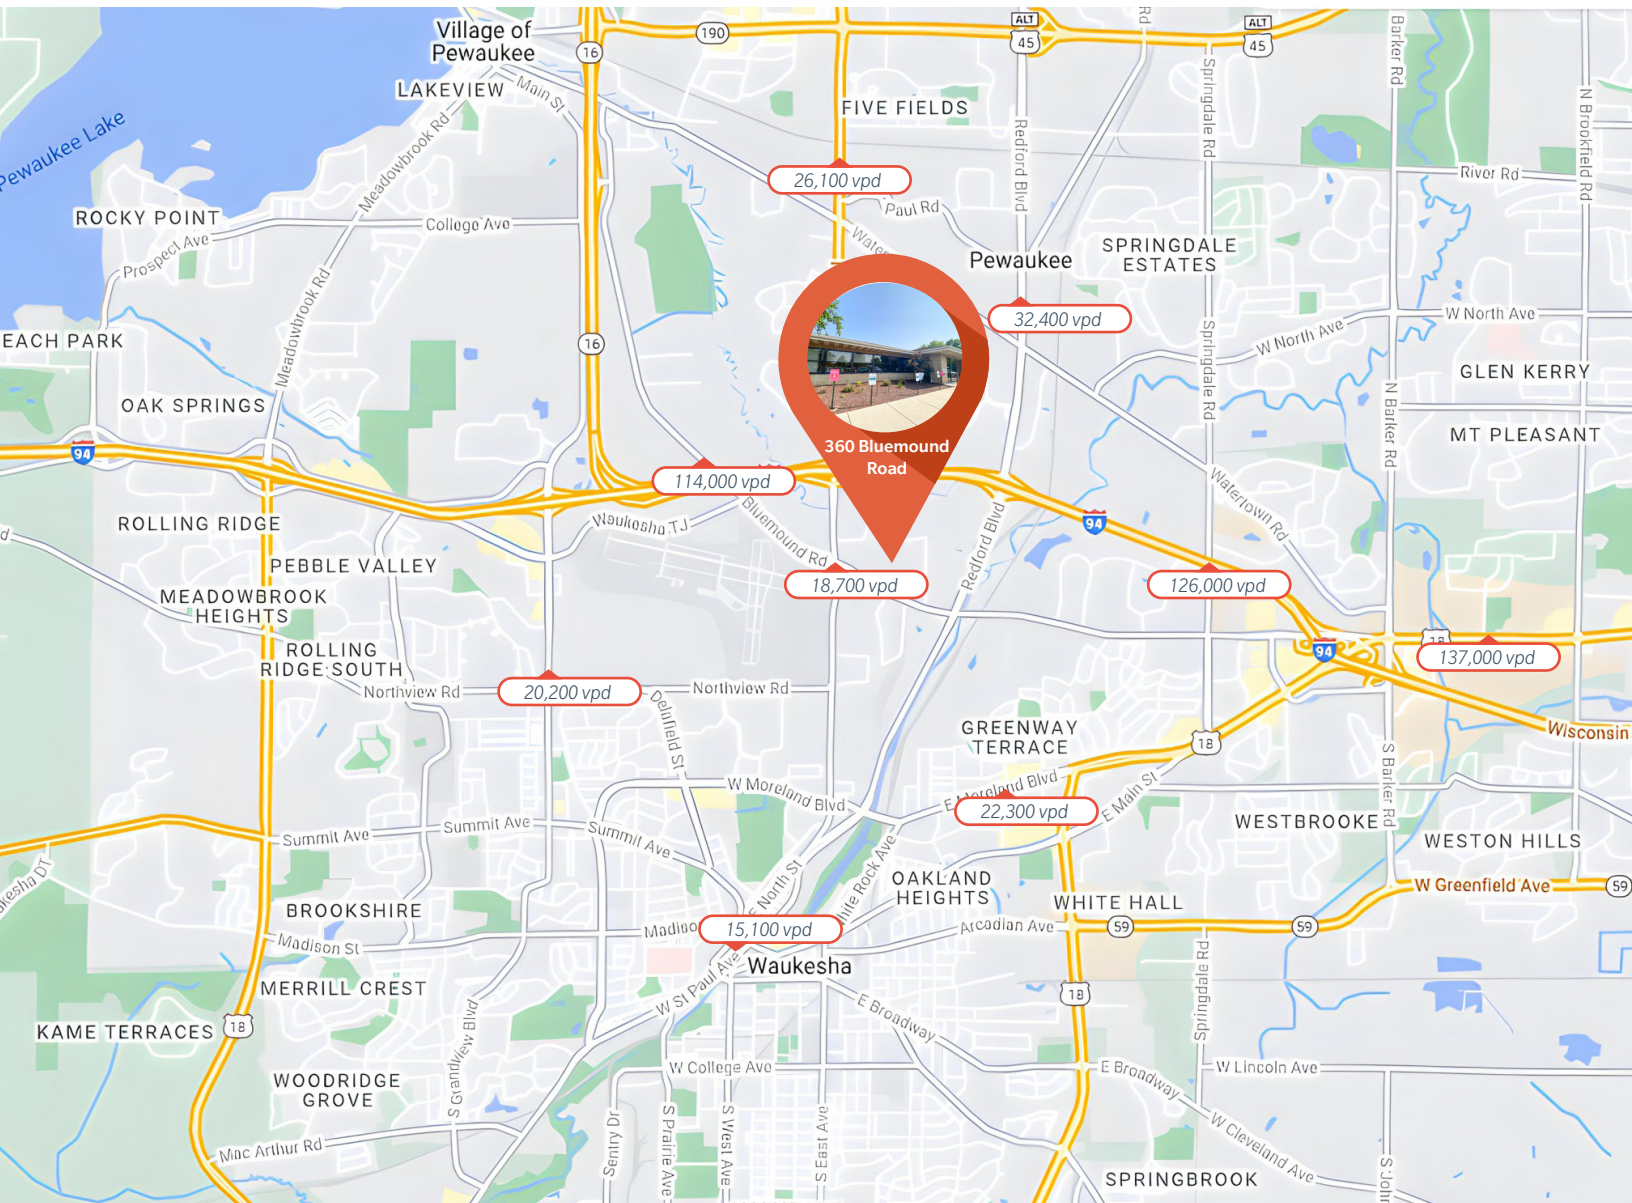 Village of
Pewaukee
16
190
ALT
45
ALT
45
Barker Rd
Rd
LAKEVIEW
Main St
FIVE FIELDS
Springdale Rd
N Brookfield Rd
Pewaukee Lake
Meadowbrook Rd
Redford Blvd
26,100 vpd
River Rd
ROCKY POINT
College Ave
Paul Rd
Prospect Ave
Pewaukee
SPRINGDALE
ESTATES
Meadowbrook Rd
32,400 vpd
W North Ave
W North Ave
EACH PARK
16
Springdale Rd
GLEN KERRY
OAK SPRINGS
N Barker Rd
MT PLEASANT
94
360 Bluemound
Road
114,000 vpd
Watertown Rd
ROLLING RIDGE
Waukesha TJ
Bluemound Rd
Redford Blvd
94
PEBBLE VALLEY
18,700 vpd
126,000 vpd
MEADOWBROOK
HEIGHTS
ROLLING
RIDGE SOUTH
94
18
137,000 vpd
Northview Rd
20,200 vpd
Northview Rd
Delafield St
GREENWAY
TERRACE
18
Wisconsin
W Moreland Blvd
E Moreland Blvd
E Main St
S Barker Rd
22,300 vpd
Summit Ave
Summit Ave
Summit Ave
WESTBROOKE
WESTON HILLS
akesha DT
E North St
White Rock Ave
OAKLAND
HEIGHTS
W Greenfield Ave
59
BROOKSHIRE
WHITE HALL
Madison St
15,100 vpd
Arcadian Ave
59
59
Waukesha
MERRILL CREST
W St Paul Ave
E Broadway
18
Springdale Rd
KAME TERRACES
18
S Grandview Blvd
WOODRIDGE
GROVE
W College Ave
E Broadway
W Lincoln Ave
Mac Arthur Rd
Sentry Dr
S Prairie Ave
S West Ave
S East Ave
W Cleveland Ave
SPRINGBROOK
S John